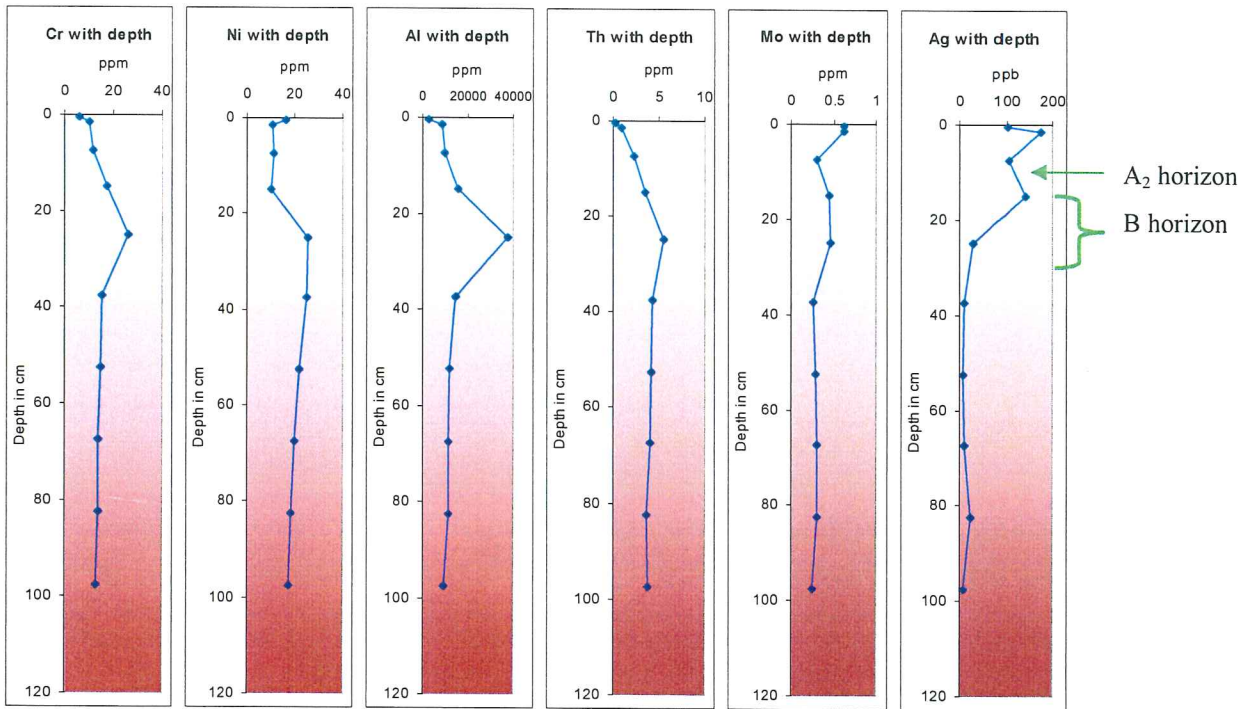 Cr with depth
ppm
0 20 40
0
20
40
60
80
100
120
Depth in cm
Ni with depth
ppm
0 20 40
0
20
40
60
80
100
120
Depth in cm
Al with depth
ppm
0 20000 40000
0
20
40
60
80
100
120
Depth in cm
Th with depth
ppm
0 5 10
0
20
40
60
80
100
120
Depth in cm
Mo with depth
ppm
0 0.5 1
0
20
40
60
80
100
120
Depth in cm
Ag with depth
ppb
0 100 200
0
20
40
60
80
100
120
Depth in cm
A₂ horizon
B horizon